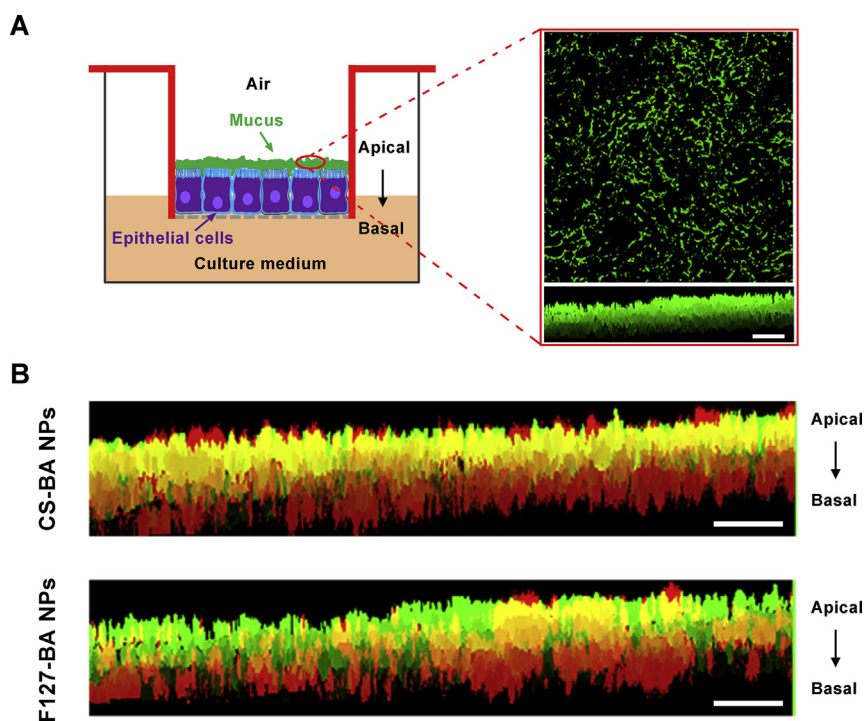 A
Air
Mucus
Apical
Basal
Epithelial cells
Culture medium
B
CS-BA NPs
Apical
Basal
F127-BA NPs
Apical
Basal